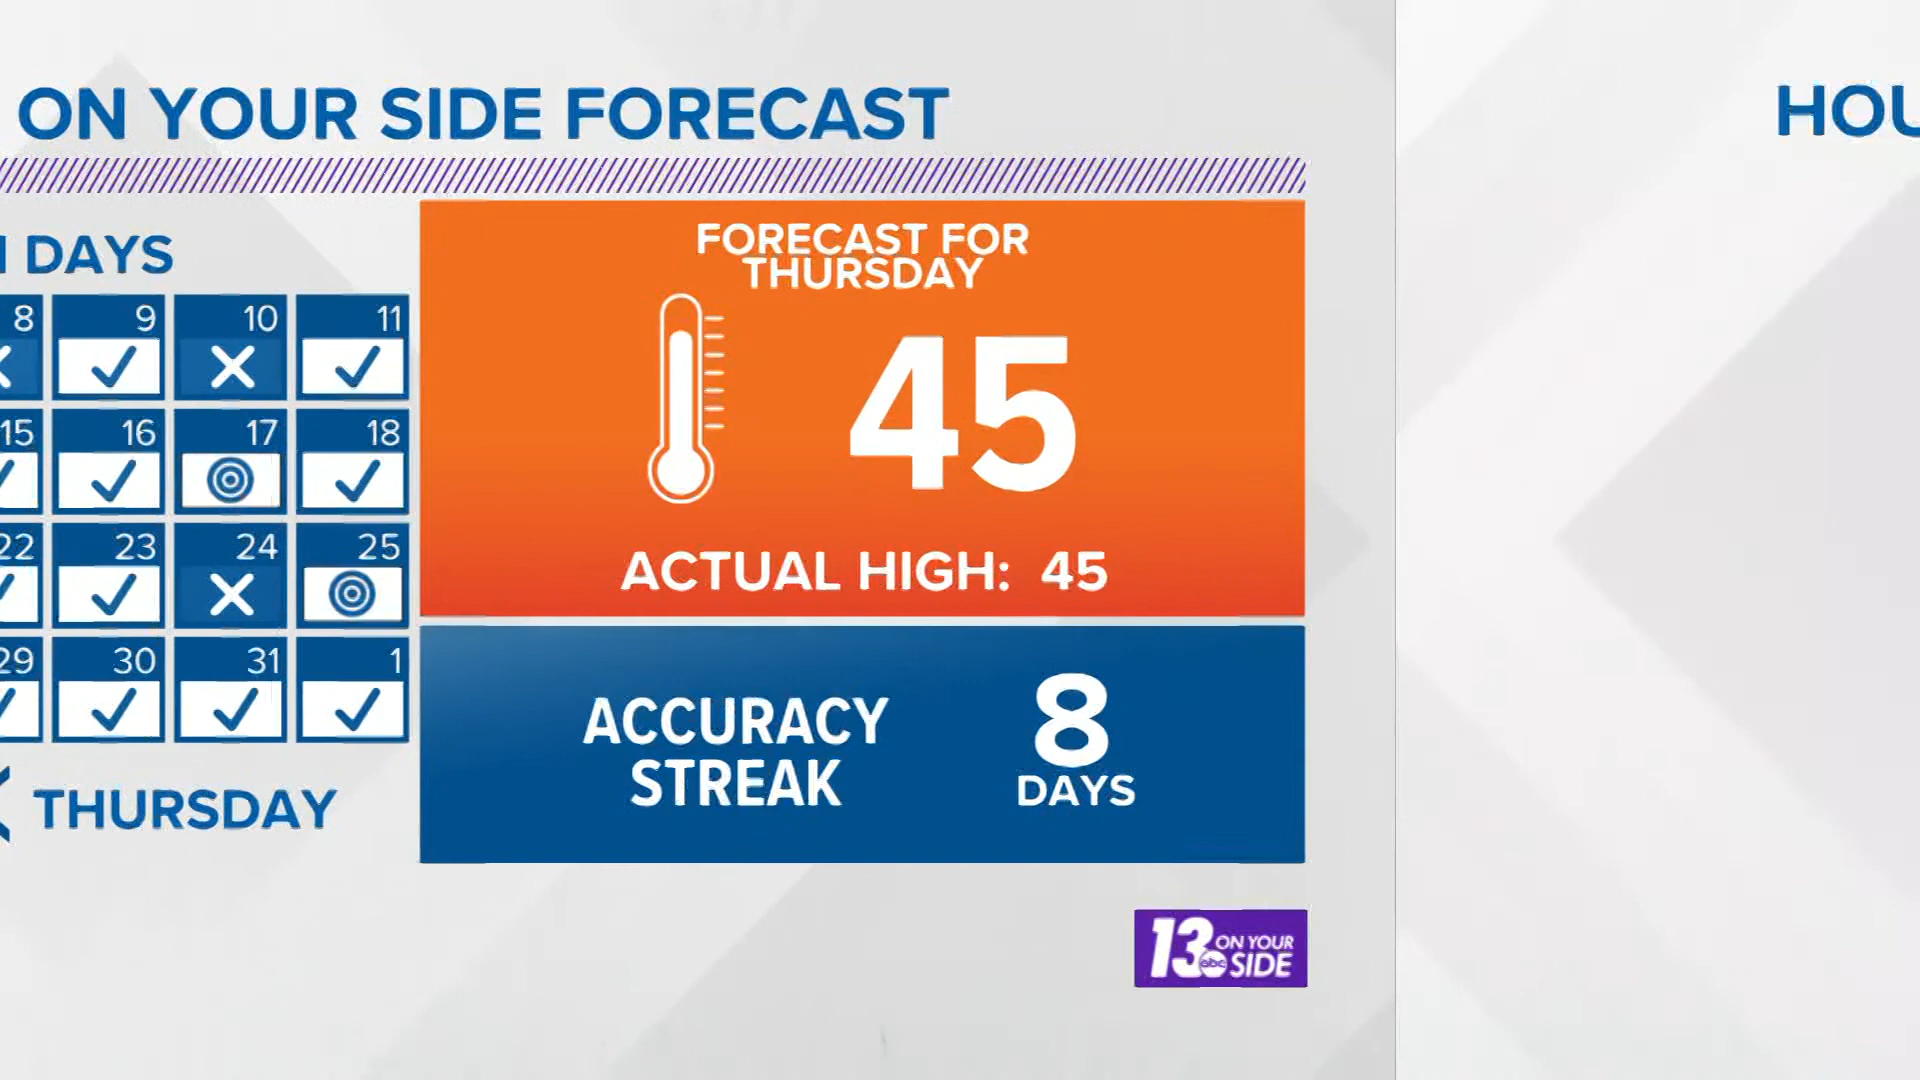 ON YOUR SIDE FORECAST
DAYS
8 9 10 11
15 16 17 18
22 23 24 25
29 30 31 1
THURSDAY
FORECAST FOR
THURSDAY
45
ACTUAL HIGH: 45
ACCURACY
STREAK
8
DAYS
13 ON YOUR
abc SIDE